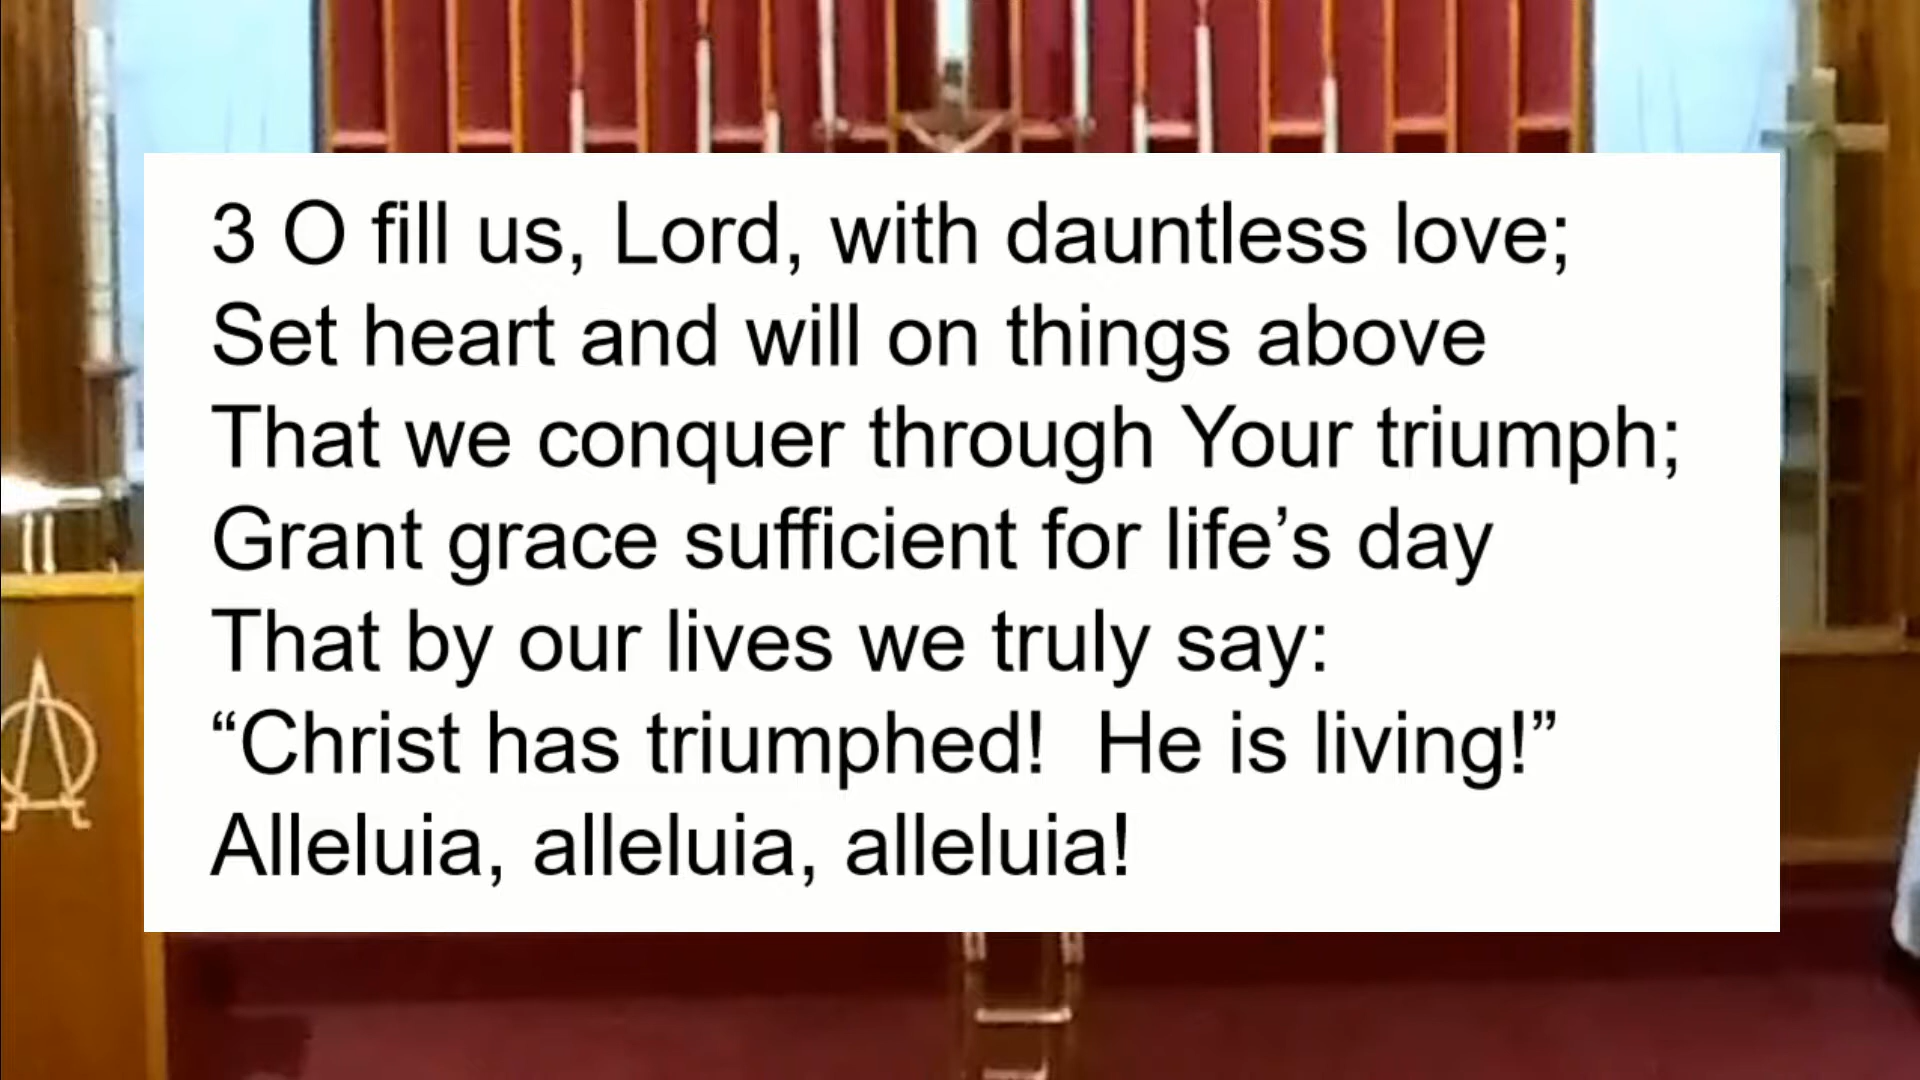 3 O fill us, Lord, with dauntless love;
Set heart and will on things above
That we conquer through Your triumph;
Grant grace sufficient for life’s day
That by our lives we truly say:
“Christ has triumphed!  He is living!”
Alleluia, alleluia, alleluia!